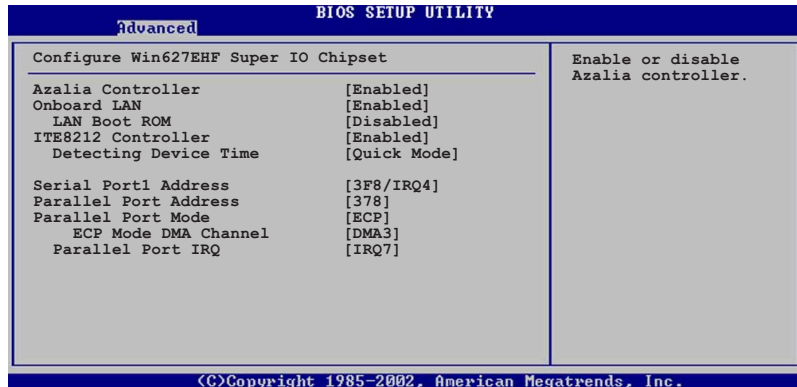 BIOS SETUP UTILITY
Advanced
Configure Win627EHF Super IO Chipset
Azalia Controller [Enabled]
Onboard LAN [Enabled]
LAN Boot ROM [Disabled]
ITE8212 Controller [Enabled]
Detecting Device Time [Quick Mode]
Serial Port1 Address [3F8/IRQ4]
Parallel Port Address [378]
Parallel Port Mode [ECP]
ECP Mode DMA Channel [DMA3]
Parallel Port IRQ [IRQ7]
Enable or disable
Azalia controller.
(C)Copyright 1985-2002, American Megatrends, Inc.